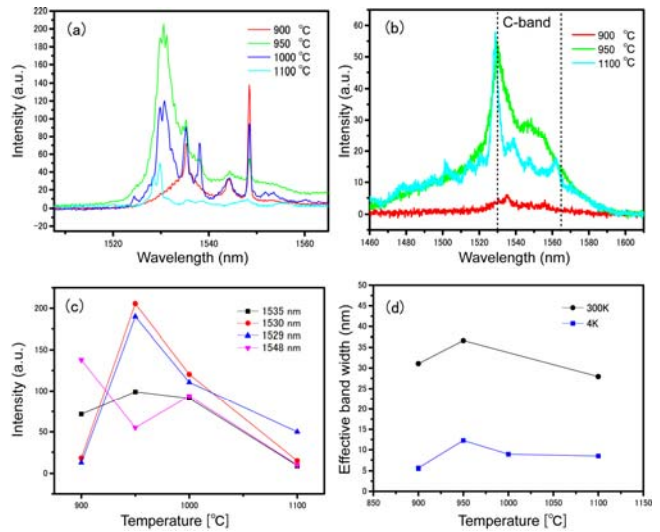 (a)
900 °C
950 °C
1000 °C
1100 °C
Intensity (a.u.)
220
200
180
160
140
120
100
80
60
40
20
0
-20
1520
1540
1560
Wavelength (nm)
(b)
C-band
900 °C
950 °C
1100 °C
Intensity (a.u.)
60
50
40
30
20
10
0
1460
1480
1500
1520
1540
1560
1580
1600
Wavelength (nm)
(c)
1535 nm
1530 nm
1529 nm
1548 nm
Intensity (a.u.)
200
150
100
50
0
900
1000
1100
Temperature [℃]
(d)
300K
4K
Effective band width (nm)
50
45
40
35
30
25
20
15
10
5
0
850
900
950
1000
1050
1100
1150
Temperature [℃]